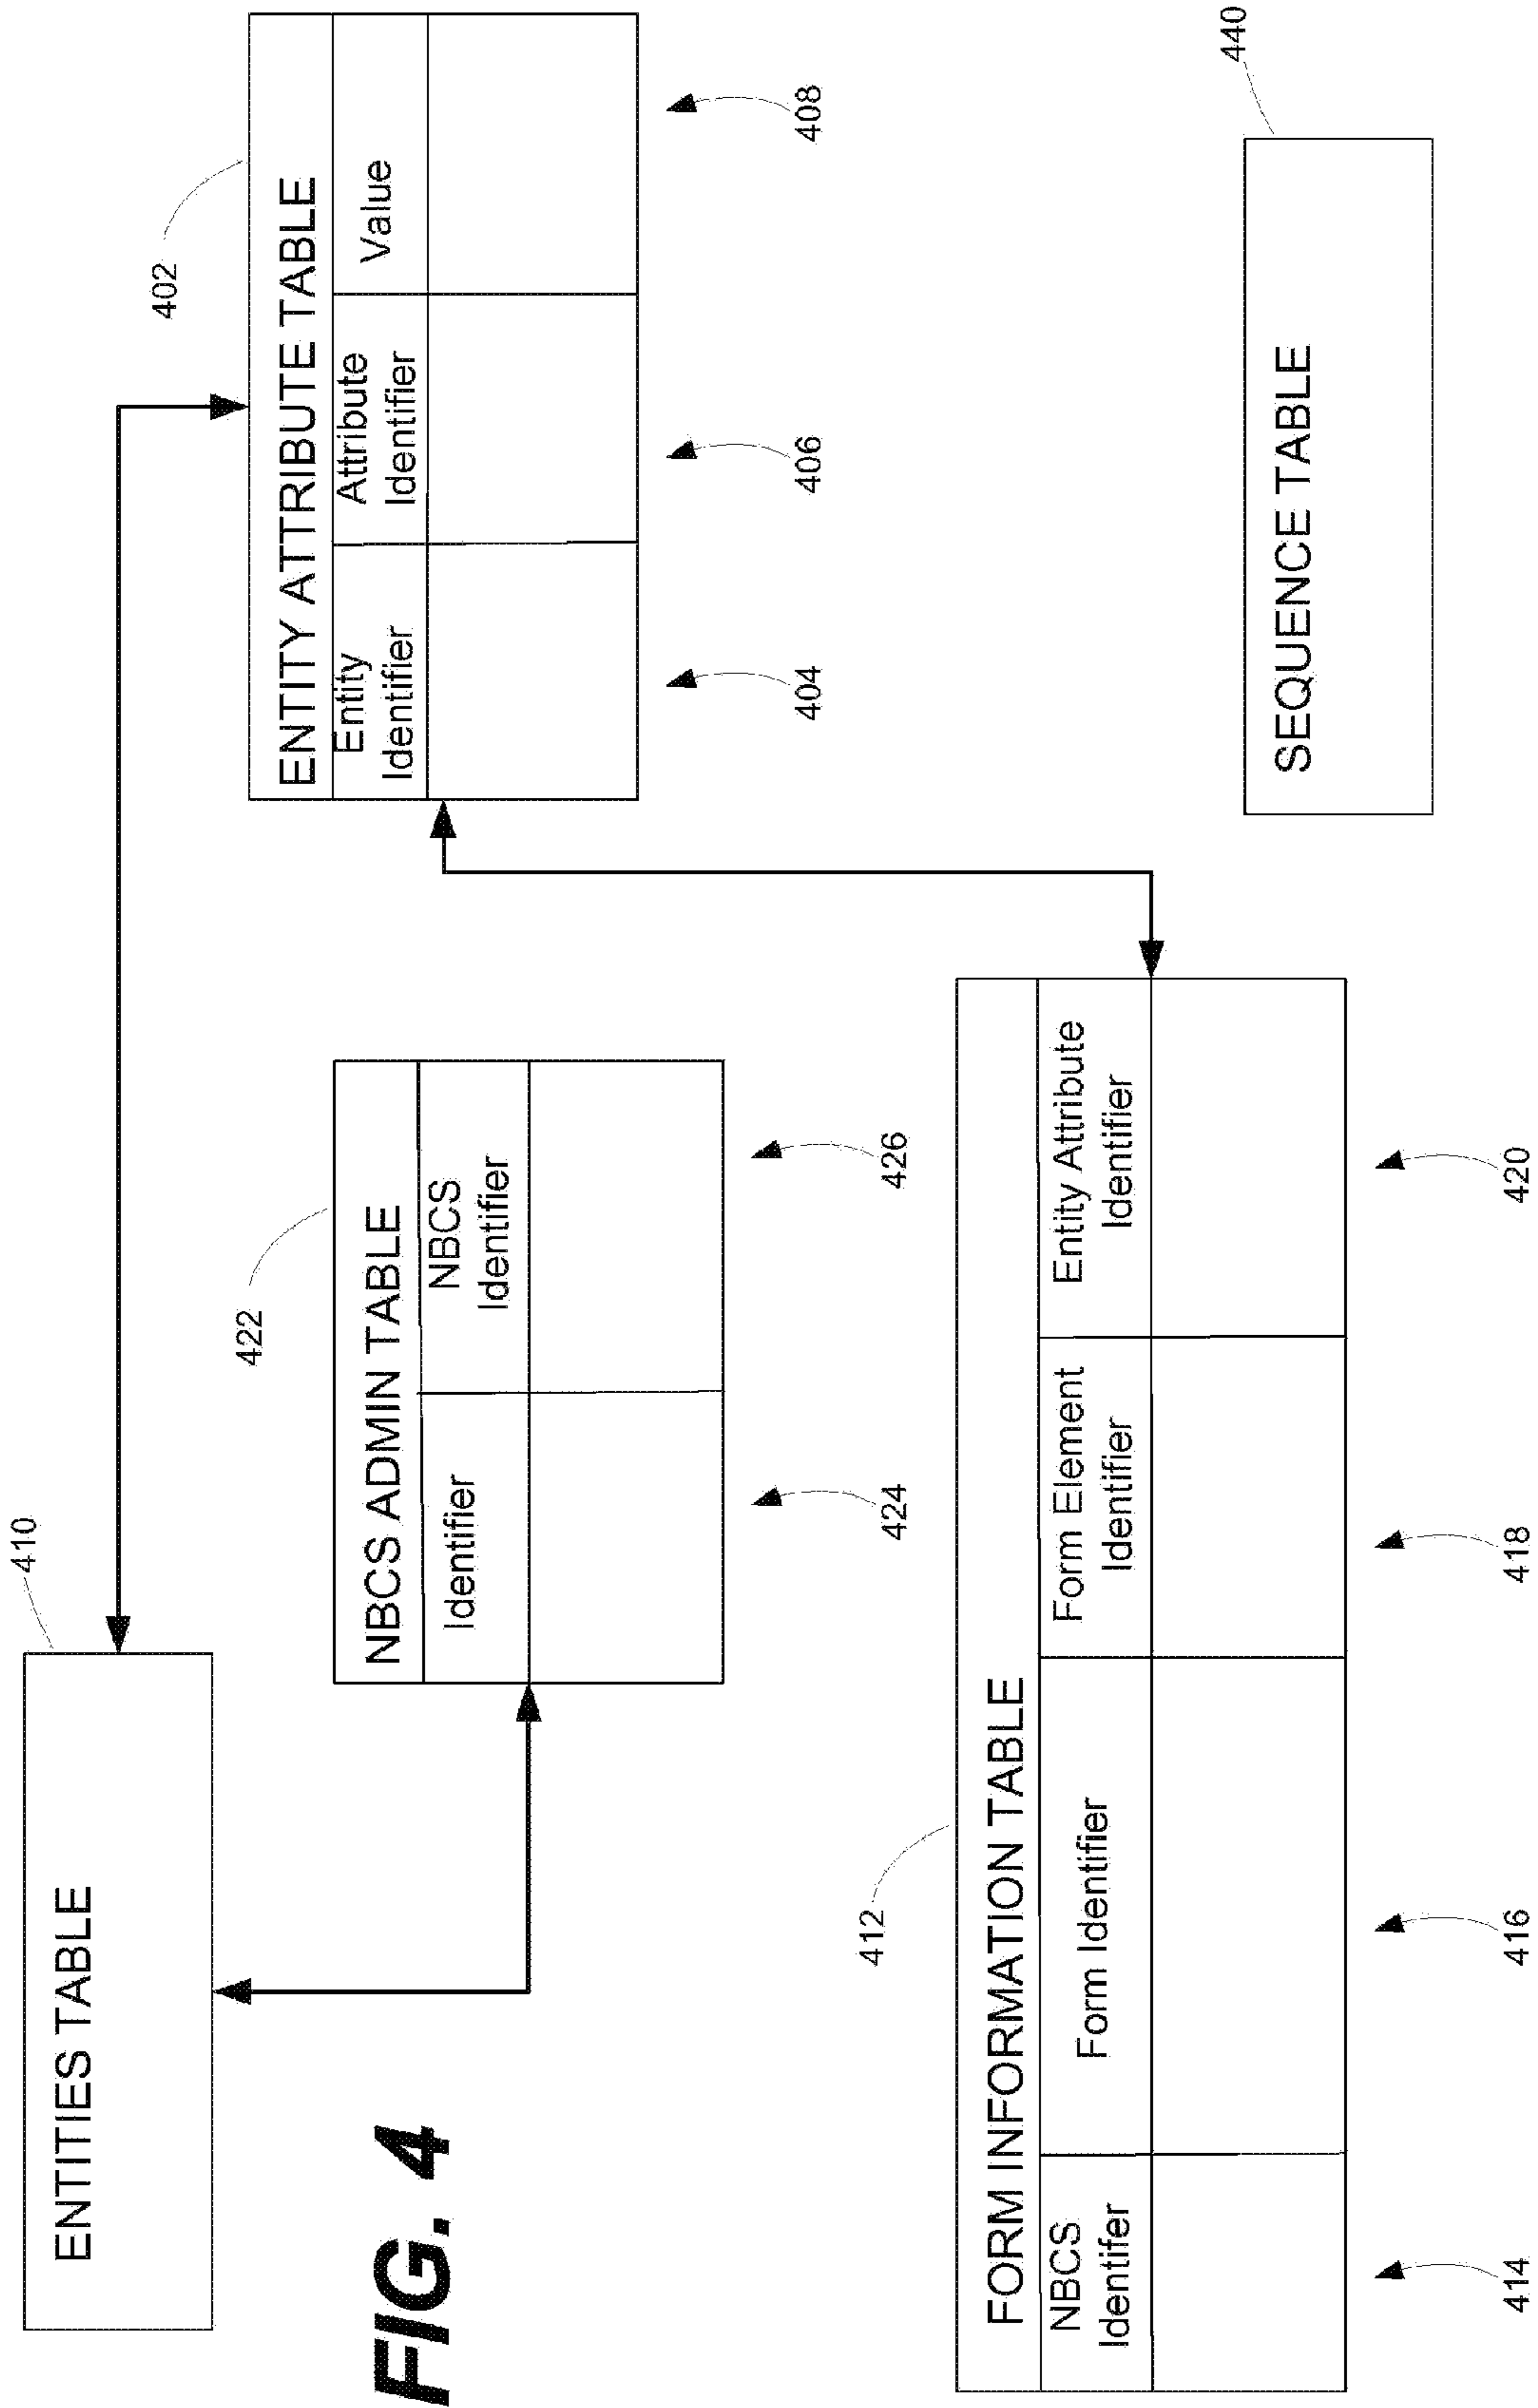 410
ENTITIES TABLE
402
ENTITY ATTRIBUTE TABLE
Entity
Identifier
Attribute
Identifier
Value
404
406
408
422
NBCS ADMIN TABLE
Identifier
NBCS
Identifier
424
426
FIG. 4
412
FORM INFORMATION TABLE
NBCS
Identifer
Form Identifier
Form Element
Identifier
Entity Attribute
Identifier
414
416
418
420
440
SEQUENCE TABLE